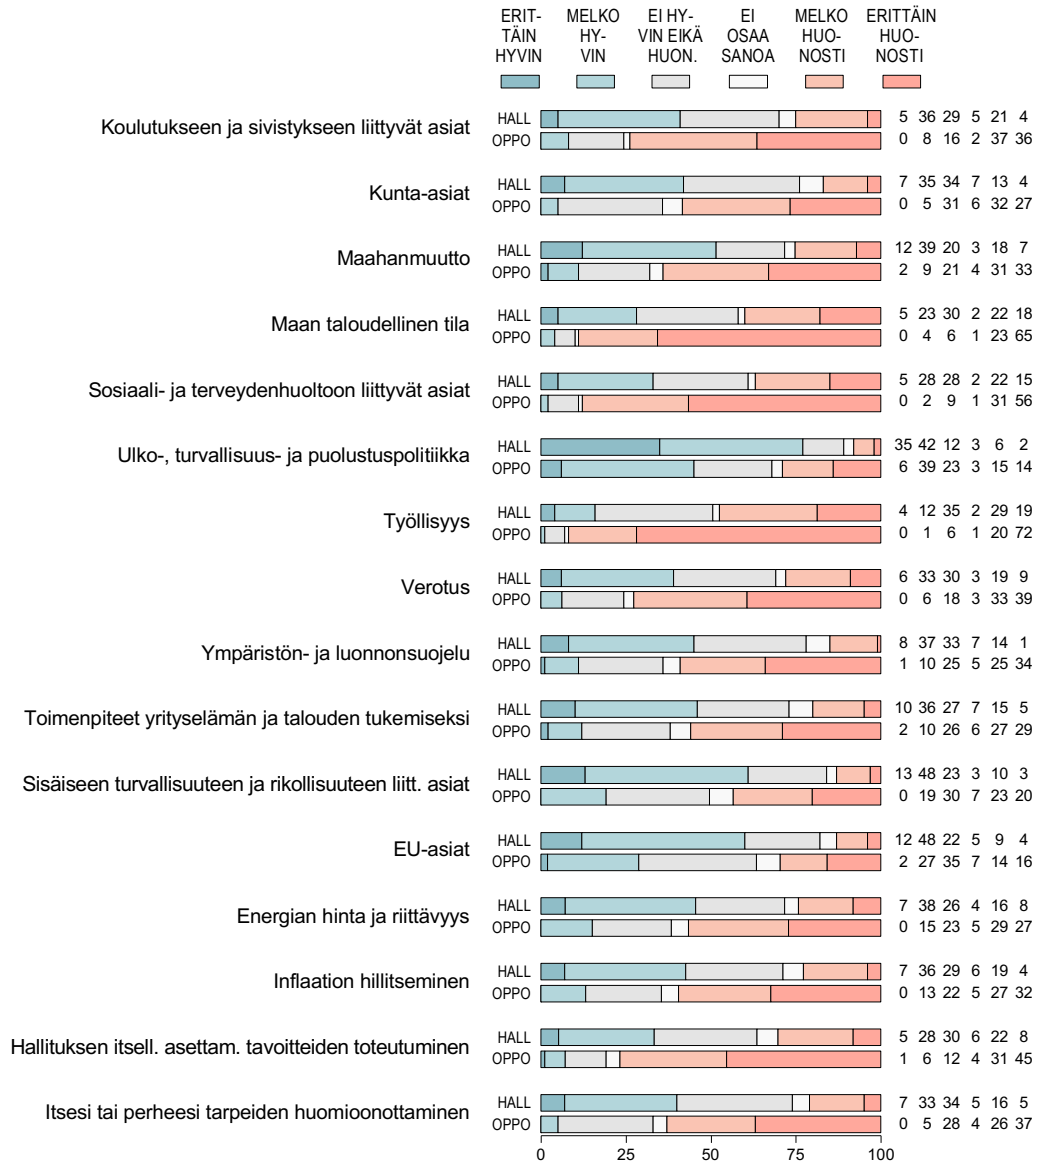 ERIT-
TÄIN
HYVIN
MELKO
HY-
VIN
EI HY-
VIN EIKÄ
HUON.
EI
OSAA
SANOA
MELKO
HUO-
NOSTI
ERITTÄIN
HUO-
NOSTI
Koulutukseen ja sivistykseen liittyvät asiat
HALL 5 36 29 5 21 4
OPPO 0 8 16 2 37 36
Kunta-asiat
HALL 7 35 34 7 13 4
OPPO 0 5 31 6 32 27
Maahanmuutto
HALL 12 39 20 3 18 7
OPPO 2 9 21 4 31 33
Maan taloudellinen tila
HALL 5 23 30 2 22 18
OPPO 0 4 6 1 23 65
Sosiaali- ja terveydenhuoltoon liittyvät asiat
HALL 5 28 28 2 22 15
OPPO 0 2 9 1 31 56
Ulko-, turvallisuus- ja puolustuspolitiikka
HALL 35 42 12 3 6 2
OPPO 6 39 23 3 15 14
Työllisyys
HALL 4 12 35 2 29 19
OPPO 0 1 6 1 20 72
Verotus
HALL 6 33 30 3 19 9
OPPO 0 6 18 3 33 39
Ympäristön- ja luonnonsuojelu
HALL 8 37 33 7 14 1
OPPO 1 10 25 5 25 34
Toimenpiteet yrityselämän ja talouden tukemiseksi
HALL 10 36 27 7 15 5
OPPO 2 10 26 6 27 29
Sisäiseen turvallisuuteen ja rikollisuuteen liitt. asiat
HALL 13 48 23 3 10 3
OPPO 0 19 30 7 23 20
EU-asiat
HALL 12 48 22 5 9 4
OPPO 2 27 35 7 14 16
Energian hinta ja riittävyys
HALL 7 38 26 4 16 8
OPPO 0 15 23 5 29 27
Inflaation hillitseminen
HALL 7 36 29 6 19 4
OPPO 0 13 22 5 27 32
Hallituksen itsell. asettam. tavoitteiden toteutuminen
HALL 5 28 30 6 22 8
OPPO 1 6 12 4 31 45
Itsesi tai perheesi tarpeiden huomioonottaminen
HALL 7 33 34 5 16 5
OPPO 0 5 28 4 26 37
0 25 50 75 100